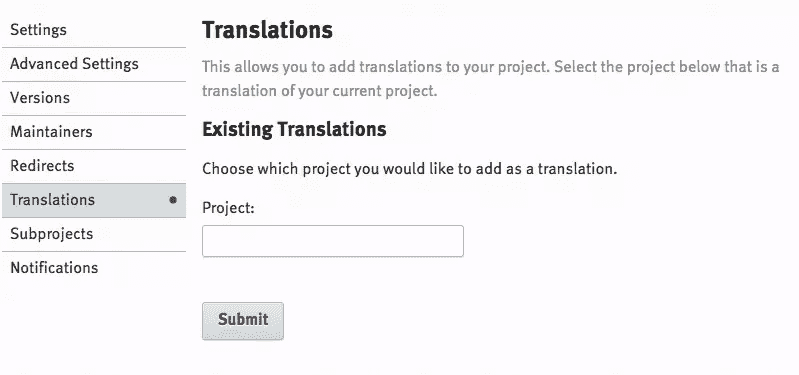 Settings
Advanced Settings
Versions
Maintainers
Redirects
Translations
Subprojects
Notifications
Translations
This allows you to add translations to your project. Select the project below that is a
translation of your current project.
Existing Translations
Choose which project you would like to add as a translation.
Project:
Submit